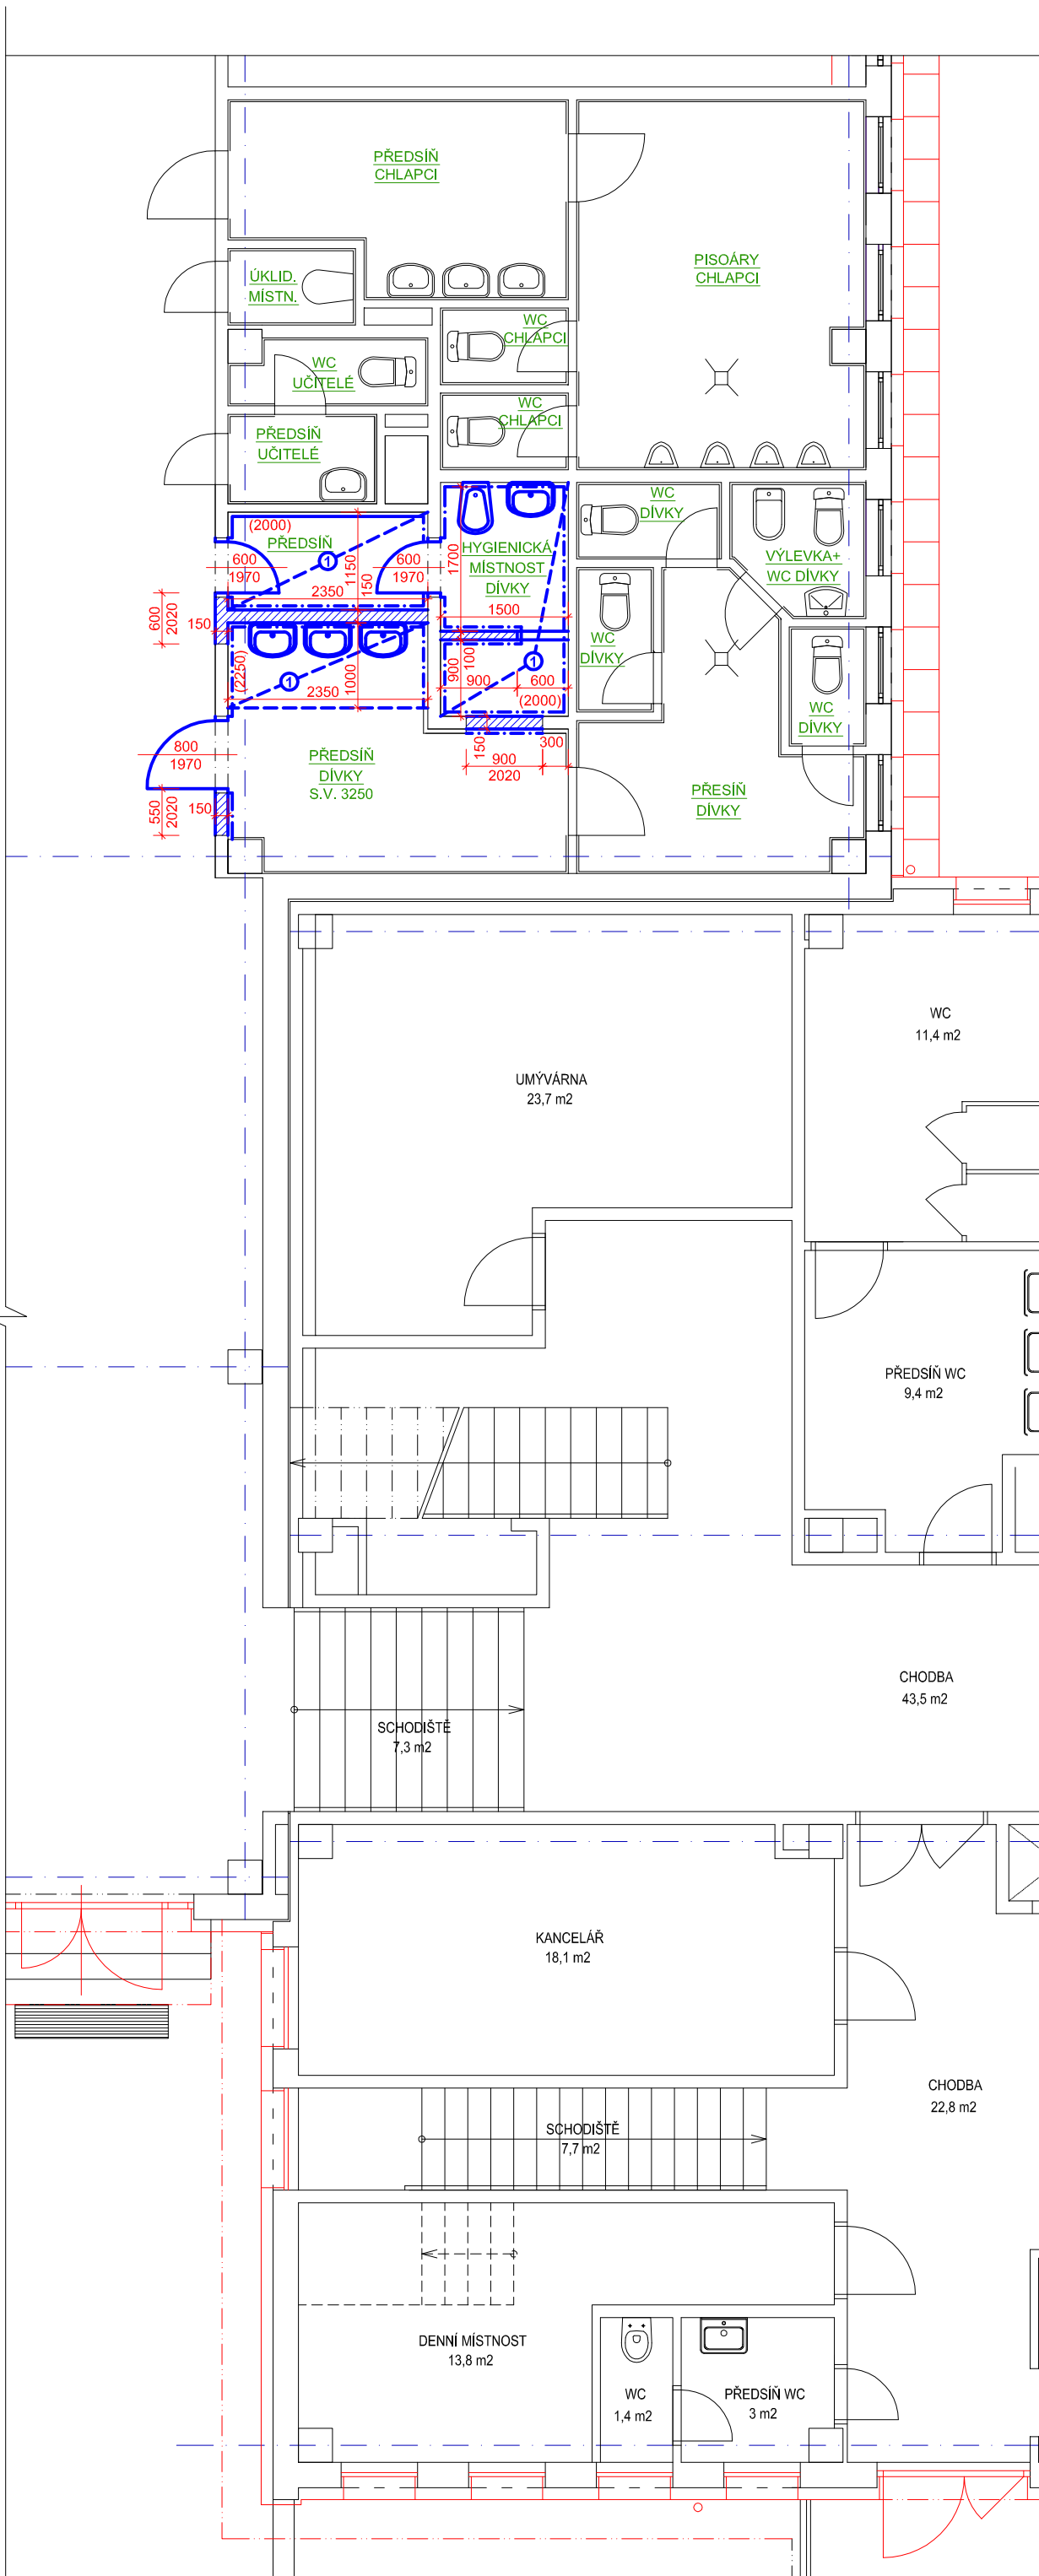 PŘEDSÍŇ
CHLAPCI
PISOÁRY
CHLAPCI
ÚKLID.
MÍSTN.
WC
CHLAPCI
WC
UČITELÉ
WC
CHLAPCI
PŘEDSÍŇ
UČITELÉ
WC
DÍVKY
VÝLEVKA+
WC DÍVKY
(2000)
PŘEDSÍŇ
1
600
1970
1150
150
2350
600
1970
1700
HYGIENICKÁ
MÍSTNOST
DÍVKY
1500
600
2020
150
(2250)
1
2350
1000
900
100
1
900
600
(2000)
WC
DÍVKY
WC
DÍVKY
800
1970
PŘEDSÍŇ
DÍVKY
S.V. 3250
150
900
2020
300
550
2020
150
PŘESÍŇ
DÍVKY
WC
11,4 m2
UMÝVÁRNA
23,7 m2
PŘEDSÍŇ WC
9,4 m2
CHODBA
43,5 m2
SCHODIŠTĚ
7,3 m2
KANCELÁŘ
18,1 m2
CHODBA
22,8 m2
SCHODIŠTĚ
7,7 m2
DENNÍ MÍSTNOST
13,8 m2
WC
1,4 m2
PŘEDSÍŇ WC
3 m2